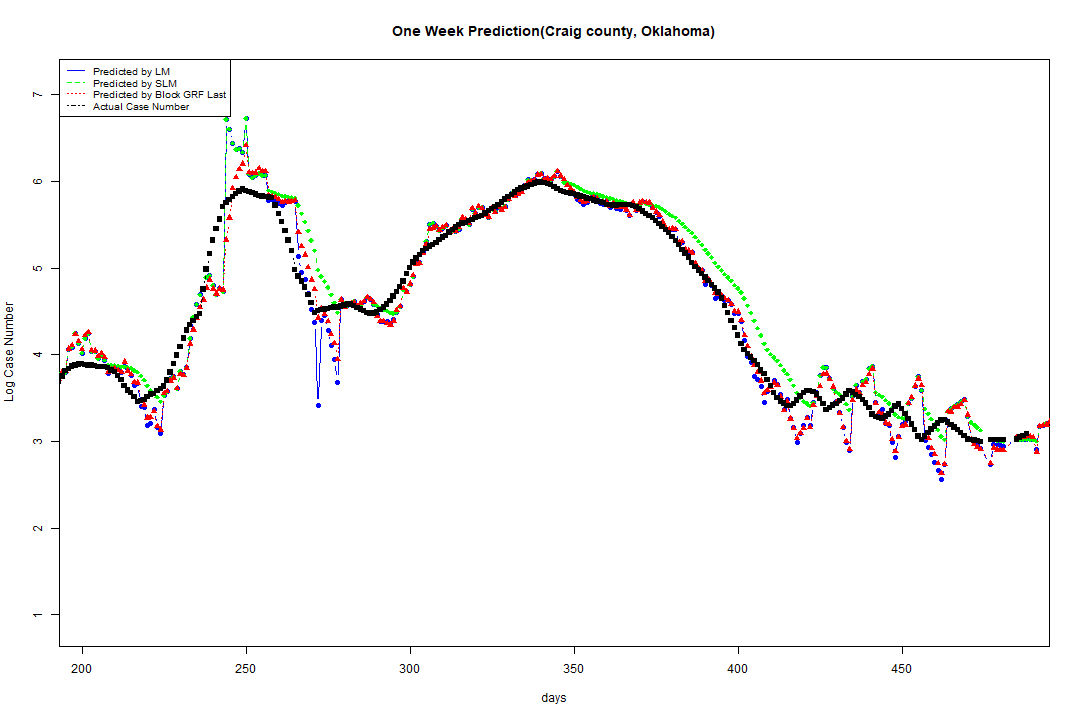 One Week Prediction(Craig county, Oklahoma)
Predicted by LM
Predicted by SLM
Predicted by Block GRF Last
Actual Case Number
7
6
5
4
3
2
1
Log Case Number
200 250 300 350 400 450
days